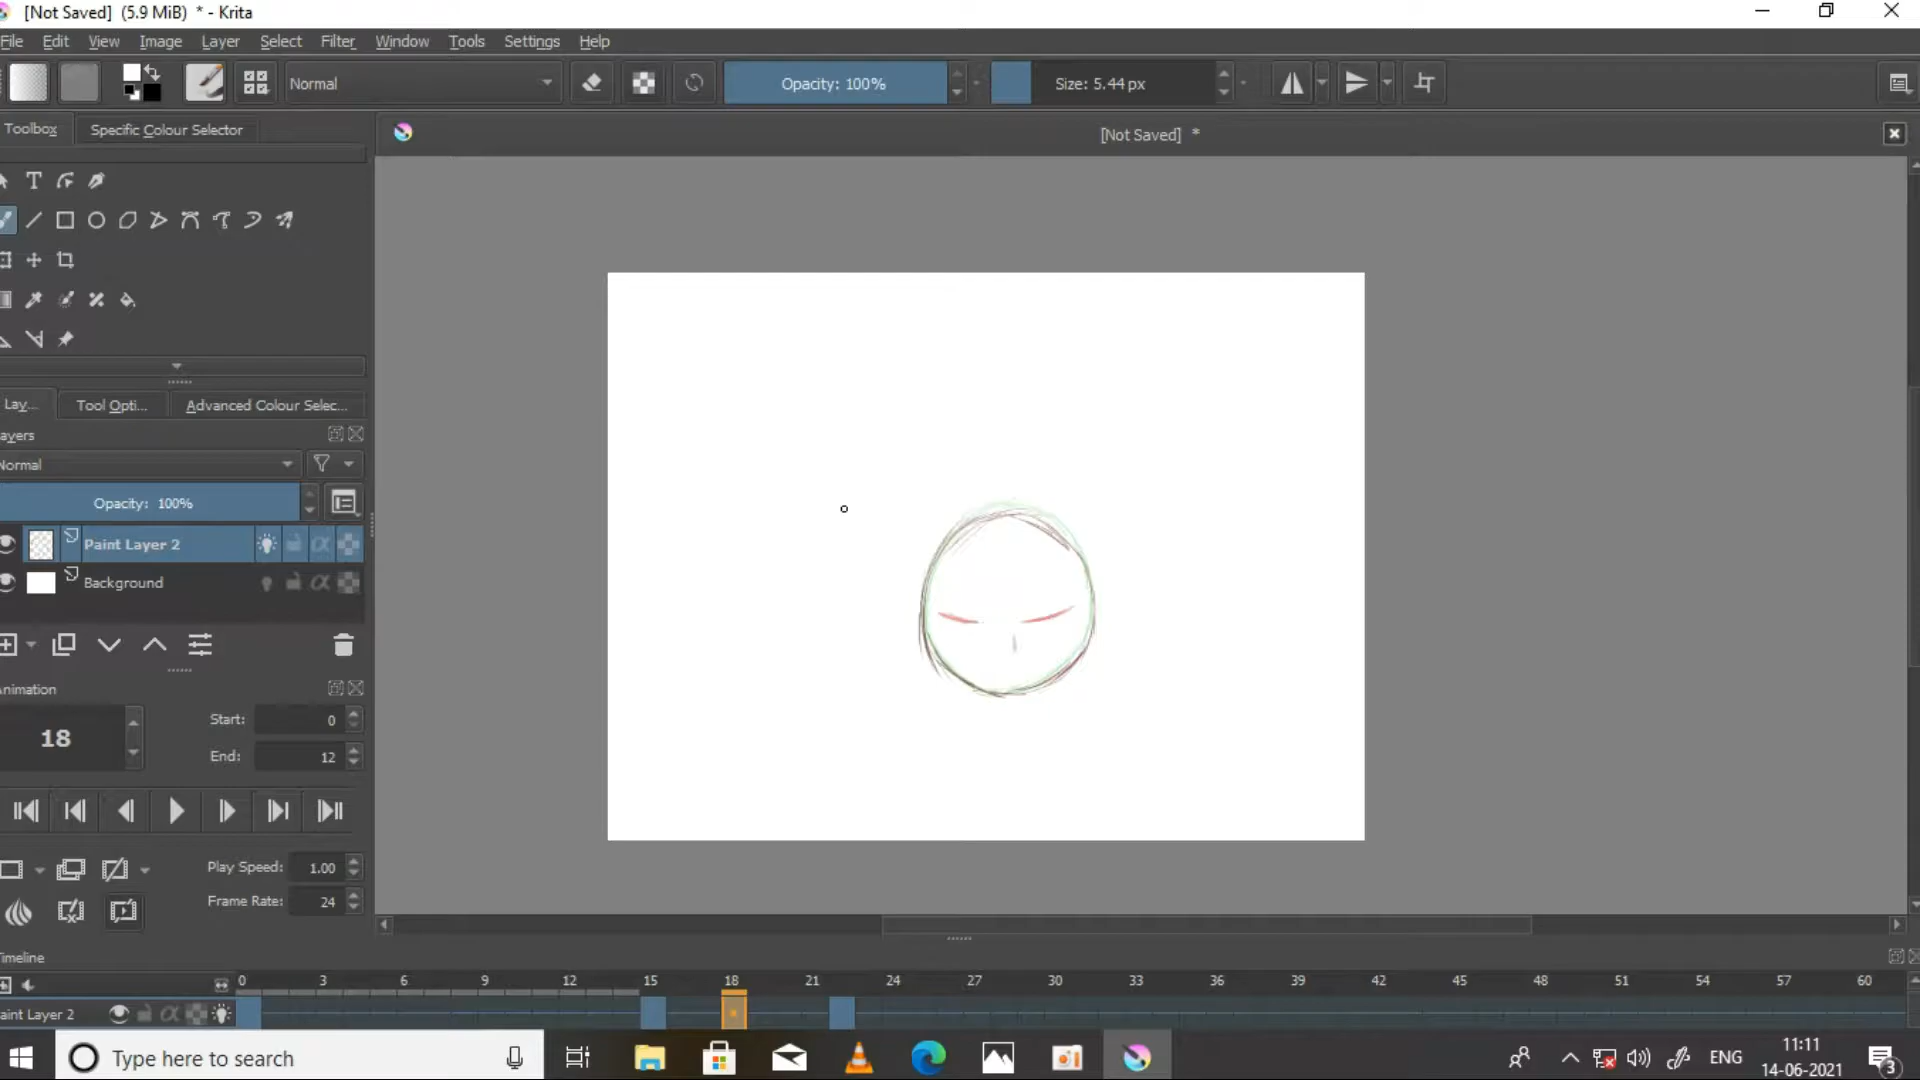 [Not Saved] (5.9 MiB) * - Krita
File Edit View Image Layer Select Filter Window Tools Settings Help
Normal Opacity: 100% Size: 5.44 px
Toolbox Specific Colour Selector
[Not Saved] *
T
Lay... Tool Opti... Advanced Colour Selec...
ayers
Normal
Opacity: 100%
Paint Layer 2
Background
Animation
Start: 0
18
End: 12
Play Speed: 1.00
Frame Rate: 24
Timeline
0 3 6 9 12 15 18 21 24 27 30 33 36 39 42 45 48 51 54 57 60
aint Layer 2
Type here to search
ENG
11:11
14-06-2021
3